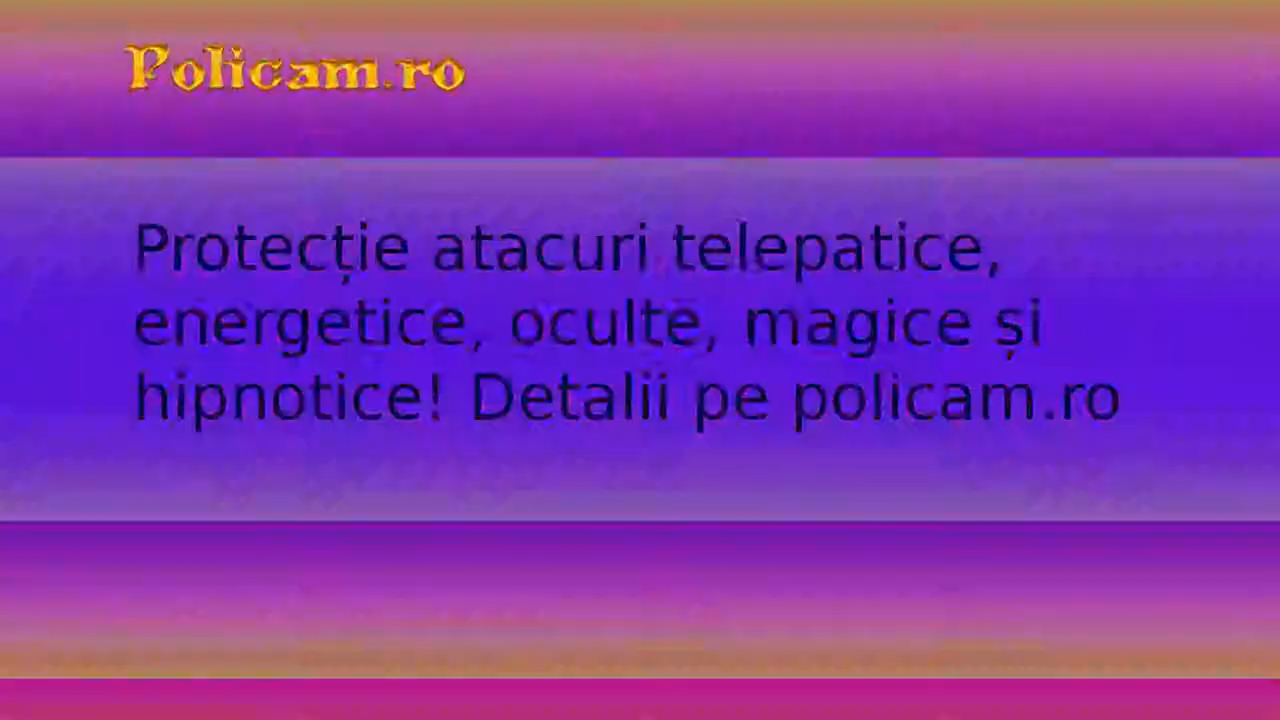 Policam.ro
Protecție atacuri telepatice,
energetice, oculte, magice și
hipnotice! Detalii pe policam.ro